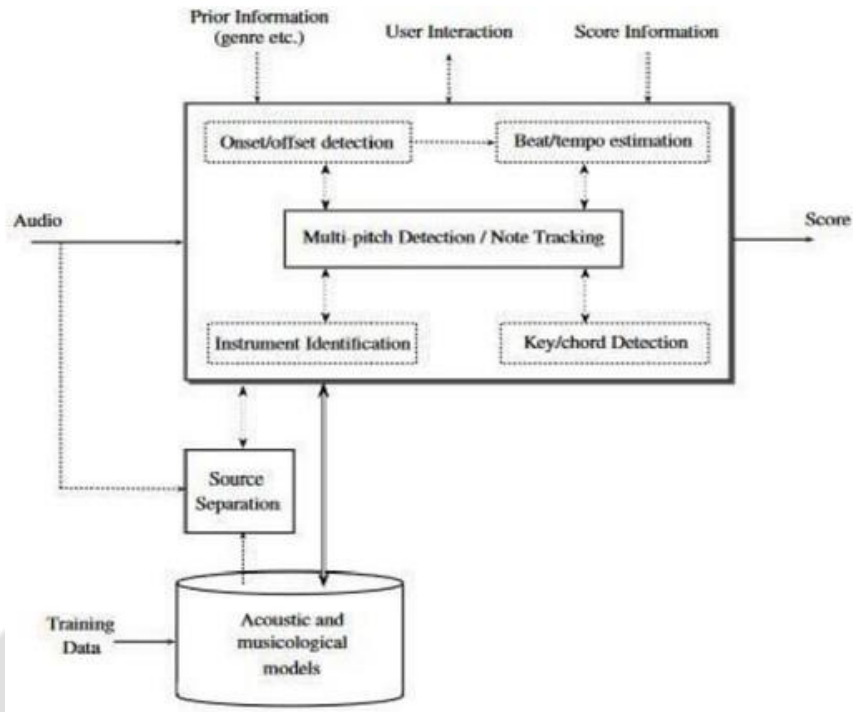 Prior Information
(genre etc.)
User Interaction
Score Information
Onset/offset detection
Beat/tempo estimation
Audio
Multi-pitch Detection / Note Tracking
Score
Instrument Identification
Key/chord Detection
Source
Separation
Training
Data
Acoustic and
musicological
models